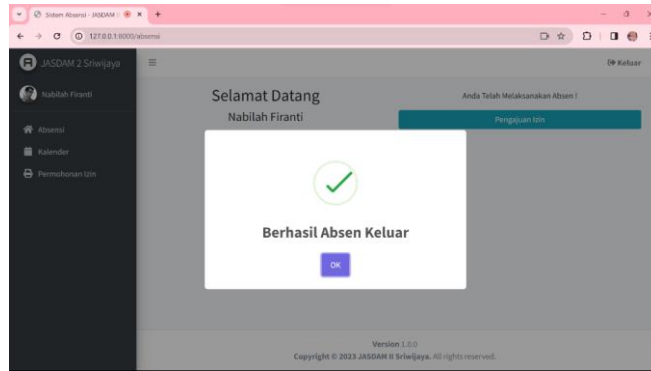 Sistem Absensi - JASDAM
127.0.0.1:8000/absensi
JASDAM 2 Sriwijaya
Keluar
Nabilah Firanti
Absensi
Kalender
Permohonan Izin
Selamat Datang
Nabilah Firanti
Anda Telah Melaksanakan Absen !
Pengajuan Izin
Berhasil Absen Keluar
OK
Version 1.0.0
Copyright © 2023 JASDAM II Sriwijaya. All rights reserved.